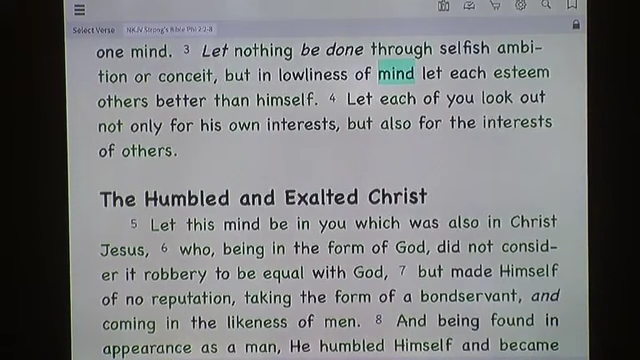 Select Verse NKJV Strong's Bible Phil 2:2-8
one mind. 3 Let nothing be done through selfish ambi-
tion or conceit, but in lowliness of mind let each esteem
others better than himself. 4 Let each of you look out
not only for his own interests, but also for the interests
of others.
The Humbled and Exalted Christ
5 Let this mind be in you which was also in Christ
Jesus, 6 who, being in the form of God, did not consid-
er it robbery to be equal with God, 7 but made Himself
of no reputation, taking the form of a bondservant, and
coming in the likeness of men. 8 And being found in
appearance as a man, He humbled Himself and became